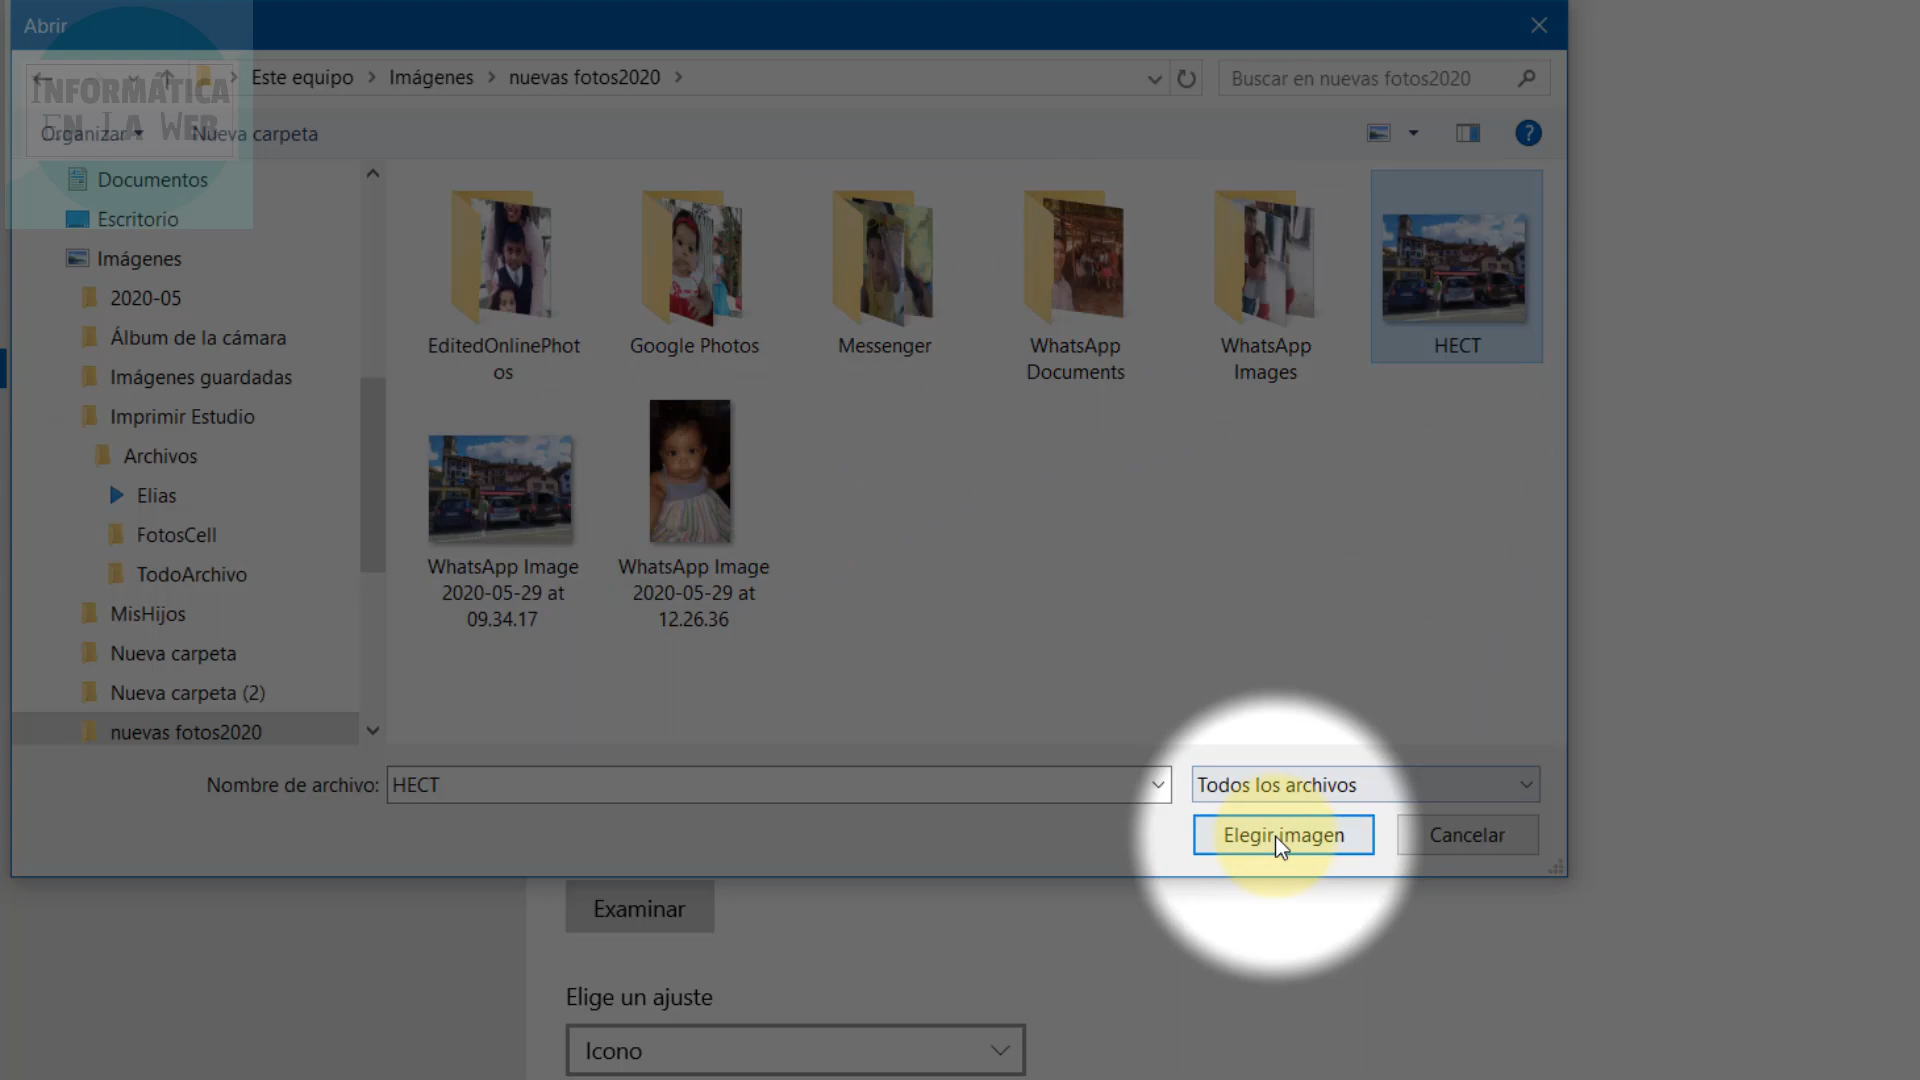 Abrir
INFORMÁTICA
EN LA WEB
Este equipo
Imágenes
nuevas fotos2020
Buscar en nuevas fotos2020
Organizar
Nueva carpeta
?
Documentos
Escritorio
Imágenes
2020-05
Álbum de la cámara
Imágenes guardadas
Imprimir Estudio
Archivos
Elias
FotosCell
TodoArchivo
MisHijos
Nueva carpeta
Nueva carpeta (2)
nuevas fotos2020
EditedOnlinePhot
os
Google Photos
Messenger
WhatsApp
Documents
WhatsApp
Images
HECT
WhatsApp Image
2020-05-29 at
09.34.17
WhatsApp Image
2020-05-29 at
12.26.36
Nombre de archivo:
HECT
Todos los archivos
Elegir imagen
Cancelar
Examinar
Elige un ajuste
Icono